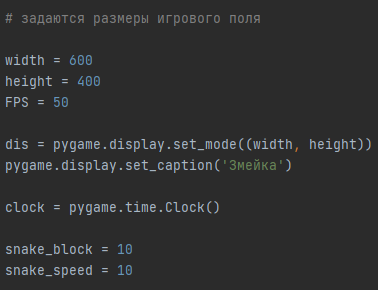 # задаются размеры игрового поля
width = 600
height = 400
FPS = 50
dis = pygame.display.set_mode((width, height))
pygame.display.set_caption('Змейка')
clock = pygame.time.Clock()
snake_block = 10
snake_speed = 10